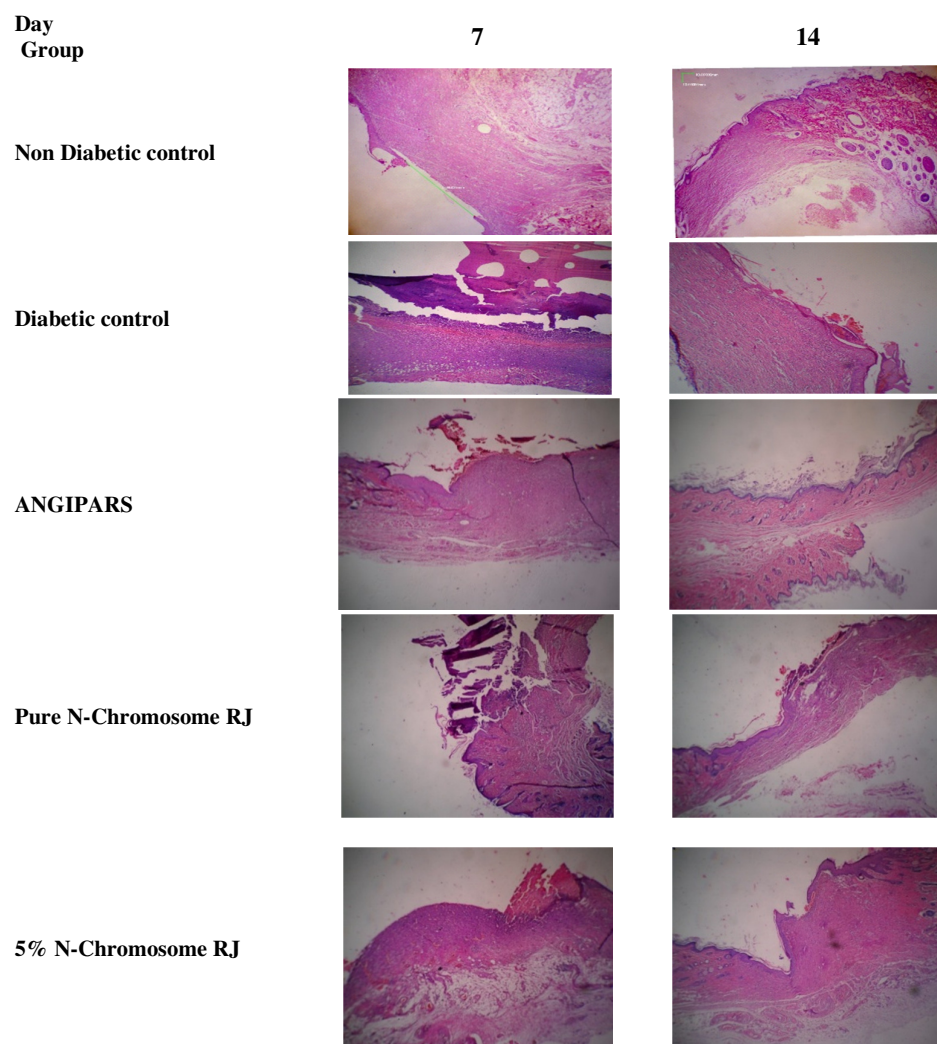 Day
Group
7
14
Non Diabetic control
Diabetic control
ANGIPARS
Pure N-Chromosome RJ
5% N-Chromosome RJ